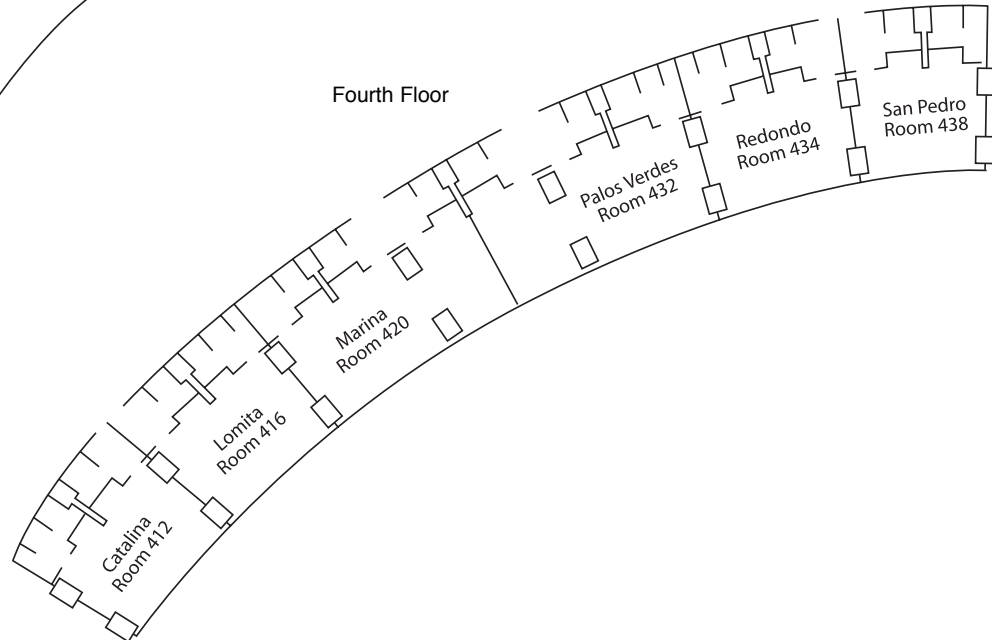 Fourth Floor
San Pedro
Room 438
Redondo
Room 434
Palos Verdes
Room 432
Marina
Room 420
Lomita
Room 416
Catalina
Room 412